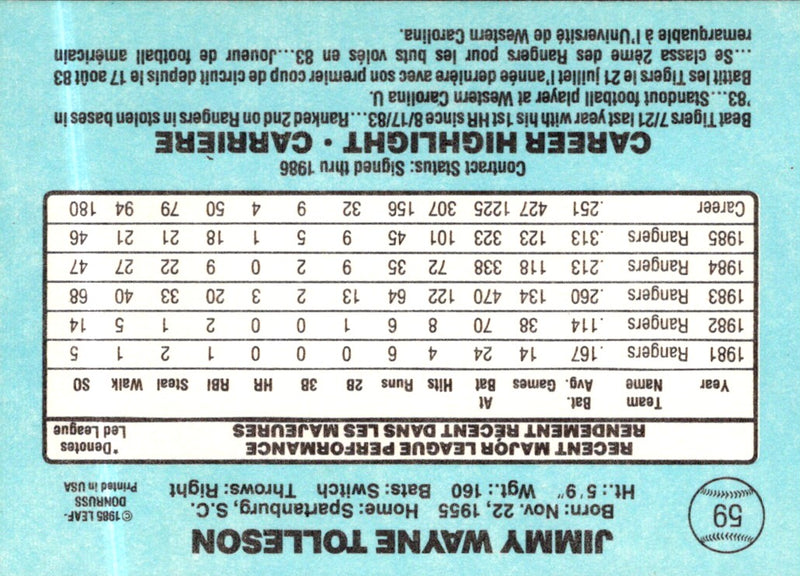 59
JIMMY WAYNE TOLLESON
Born: Nov. 22, 1955 Home: Spartanburg, S.C.
Ht.: 5'9" Wgt.: 160 Bats: Switch Throws: Right
©1985 LEAF-
DONRUSS
Printed in USA
RECENT MAJOR LEAGUE PERFORMANCE
RENDEMENT RÉCENT DANS LES MAJEURES
*Denotes
Led League
Year Team Name Bat. Avg. Games At Bat Hits Runs 2B 3B HR RBI Steal Walk SO
1981 Rangers .167 14 24 4 6 0 0 0 1 2 1 5
1982 Rangers .114 38 70 8 6 1 0 0 2 1 5 14
1983 Rangers .260 134 470 122 64 13 2 3 20 33 40 68
1984 Rangers .213 118 338 72 35 9 2 0 9 22 27 47
1985 Rangers .313 123 323 101 45 9 5 1 18 21 21 46
Career .251 427 1225 307 156 32 9 4 50 79 94 180
Contract Status: Signed thru 1986
CAREER HIGHLIGHT • CARRIERE
Beat Tigers 7/21 last year with his 1st HR since 8/17/83...Ranked 2nd on Rangers in stolen bases in
'83...Standout football player at Western Carolina U.
Battit les Tigers le 21 juillet l'année dernière avec son premier coup de circuit depuis le 17 août 83
...Se classa 2ème des Rangers pour les buts volés en 83...Joueur de football américain
remarquable à l'Université de Western Carolina.